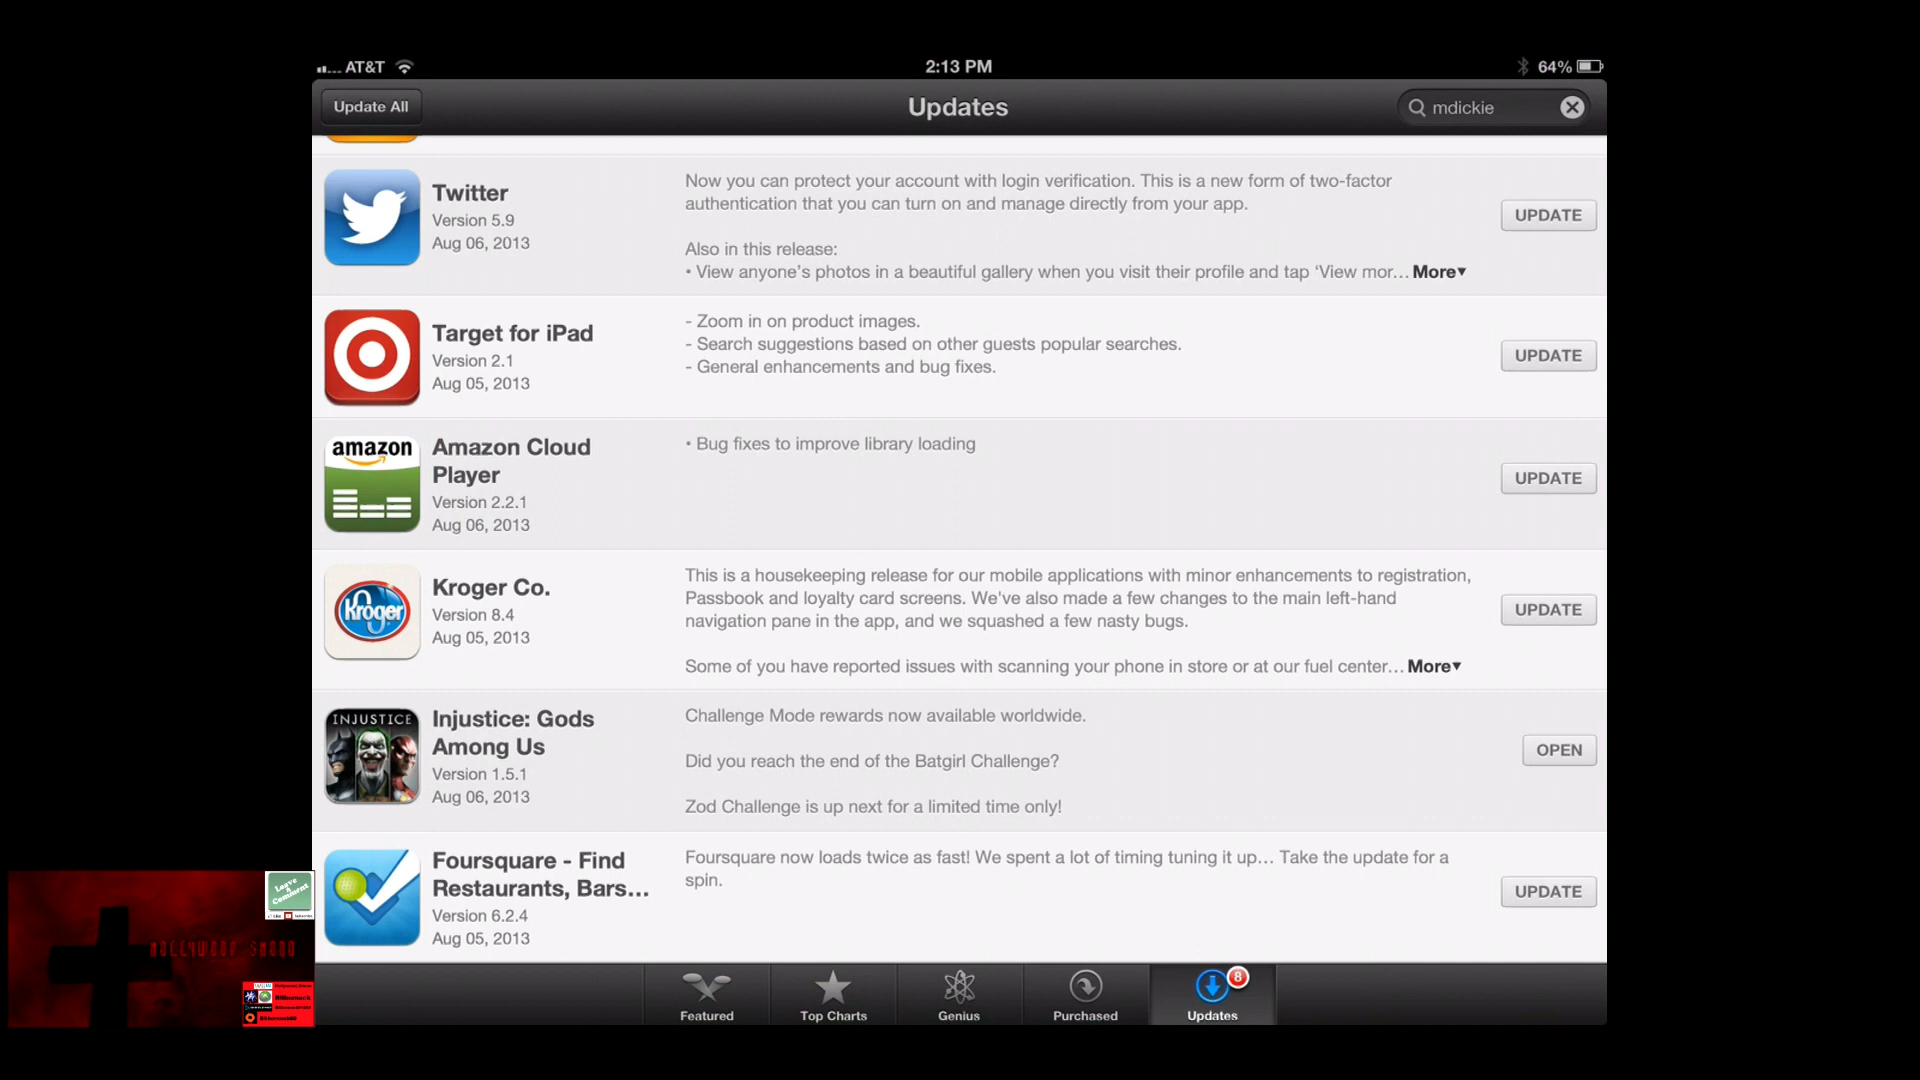 AT&T
2:13 PM
64%
Update All
Updates
mdickie
Twitter
Version 5.9
Aug 06, 2013
Now you can protect your account with login verification. This is a new form of two-factor
authentication that you can turn on and manage directly from your app.
Also in this release:
• View anyone's photos in a beautiful gallery when you visit their profile and tap ‘View mor... More▾
UPDATE
Target for iPad
Version 2.1
Aug 05, 2013
- Zoom in on product images.
- Search suggestions based on other guests popular searches.
- General enhancements and bug fixes.
UPDATE
amazon
Amazon Cloud
Player
Version 2.2.1
Aug 06, 2013
• Bug fixes to improve library loading
UPDATE
Kroger
Kroger Co.
Version 8.4
Aug 05, 2013
This is a housekeeping release for our mobile applications with minor enhancements to registration,
Passbook and loyalty card screens. We've also made a few changes to the main left-hand
navigation pane in the app, and we squashed a few nasty bugs.
Some of you have reported issues with scanning your phone in store or at our fuel center... More▾
UPDATE
INJUSTICE
Injustice: Gods
Among Us
Version 1.5.1
Aug 06, 2013
Challenge Mode rewards now available worldwide.
Did you reach the end of the Batgirl Challenge?
Zod Challenge is up next for a limited time only!
OPEN
Foursquare - Find
Restaurants, Bars...
Version 6.2.4
Aug 05, 2013
Foursquare now loads twice as fast! We spent a lot of timing tuning it up... Take the update for a
spin.
UPDATE
Leave
a
Comment
Featured
Top Charts
Genius
Purchased
8
Updates